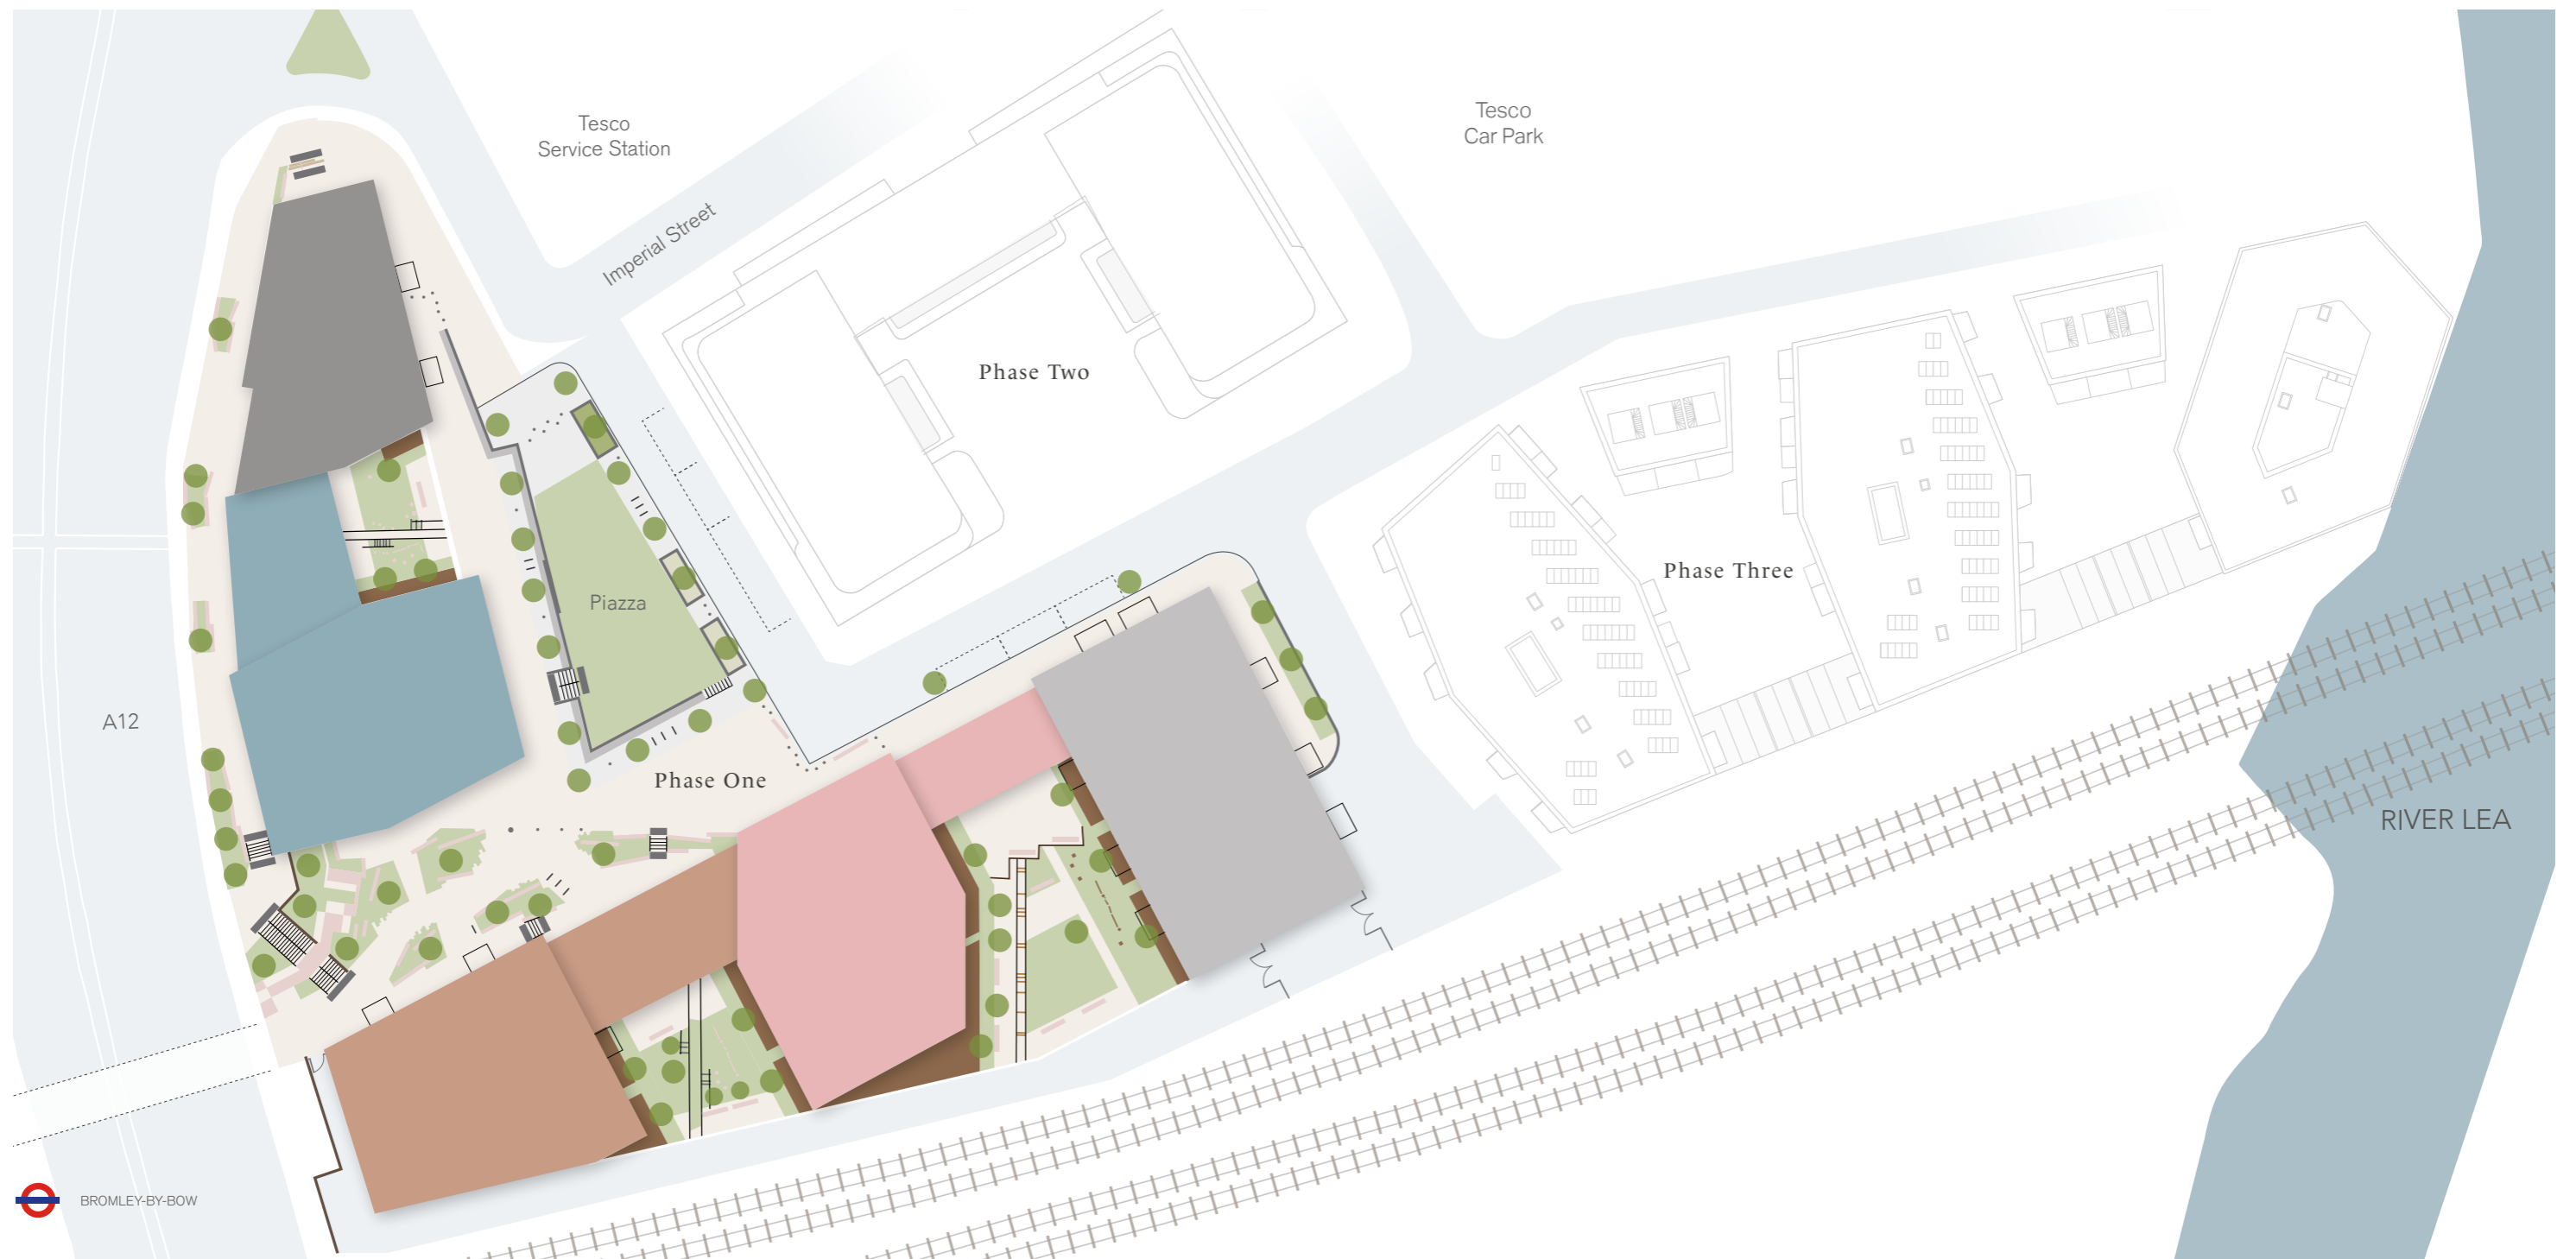 Tesco
Service Station
Tesco
Car Park
Imperial Street
Phase Two
Phase Three
Piazza
A12
Phase One
RIVER LEA
BROMLEY-BY-BOW